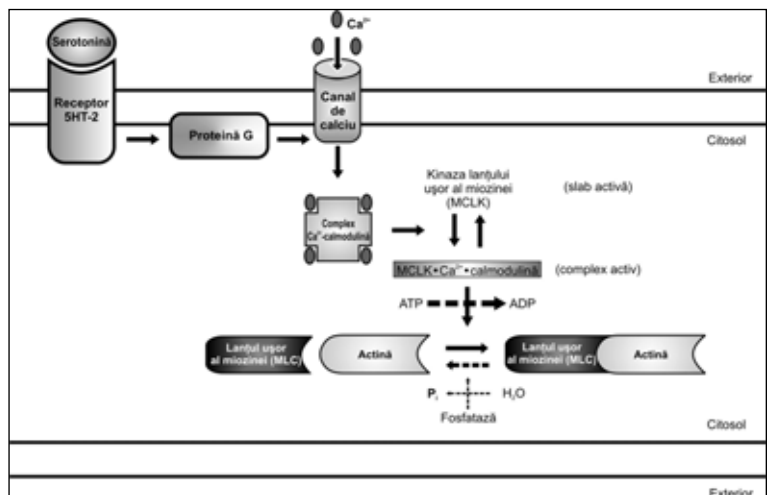 Serotonină
Ca²⁺
Exterior
Receptor
5HT-2
Canal
de
calciu
Proteină G
Citosol
Kinaza lanțului
ușor al miozinei
(MCLK)
(slab activă)
Complex
Ca²⁺-calmodulină
MCLK•Ca²⁺•calmodulină
(complex activ)
ATP
ADP
Lanțul ușor
al miozinei (MLC)
Actină
Lanțul ușor
al miozinei (MLC)
Actină
Pᵢ
H₂O
Fosfatază
Citosol
Exterior